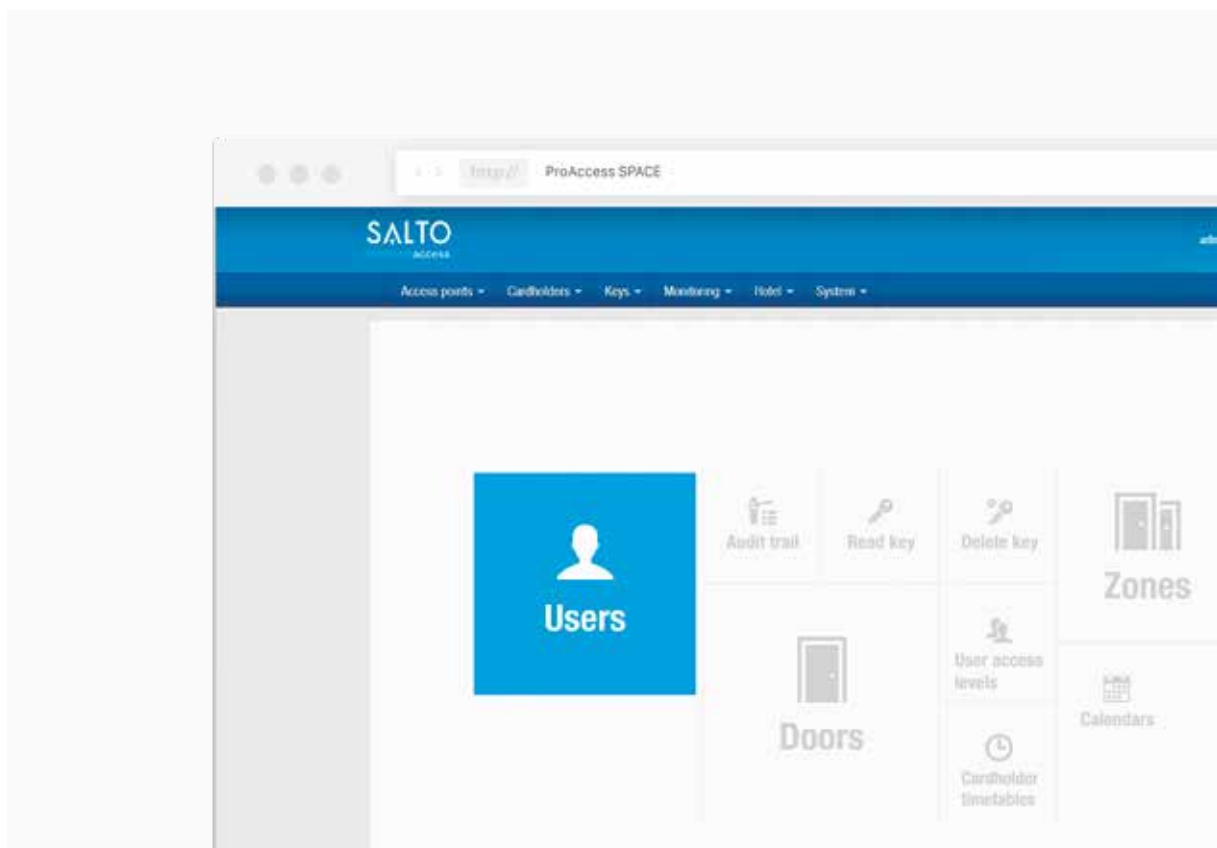 http:// ProAccess SPACE
SALTO
access
Access points Cardholders Keys Monitoring Hotel System
Users
Audit trail
Read key
Delete key
Zones
User access
levels
Doors
Calendars
Cardholder
timetables